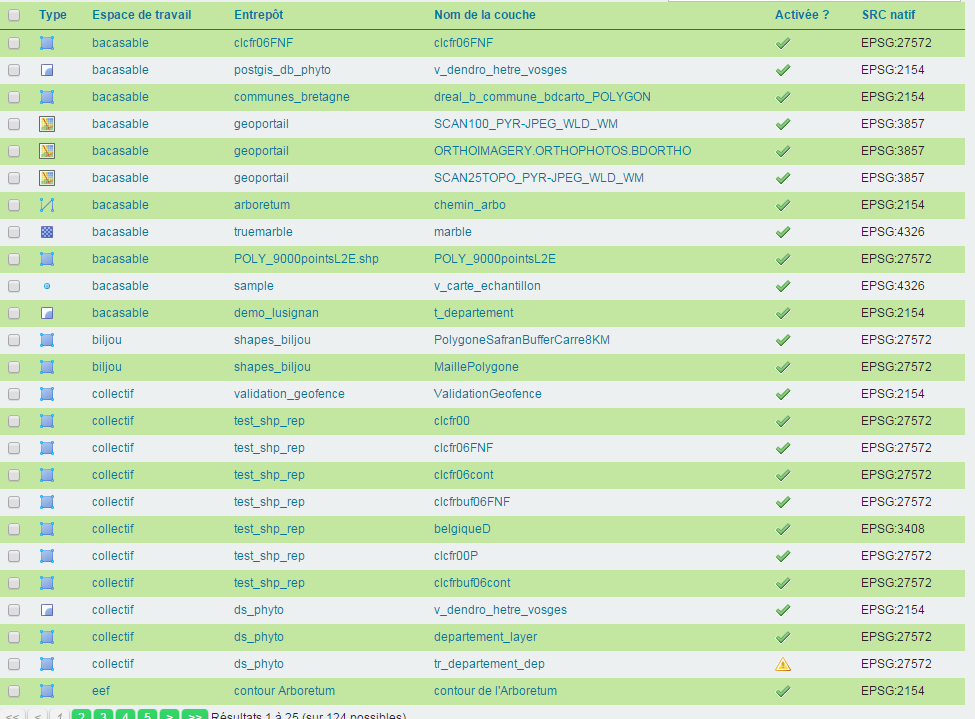 Type Espace de travail Entrepôt Nom de la couche Activée ? SRC natif
bacasable clcfr06FNF clcfr06FNF EPSG:27572
bacasable postgis_db_phyto v_dendro_hetre_vosges EPSG:2154
bacasable communes_bretagne dreal_b_commune_bdcarto_POLYGON EPSG:2154
bacasable geoportail SCAN100_PYR-JPEG_WLD_WM EPSG:3857
bacasable geoportail ORTHOIMAGERY.ORTHOPHOTOS.BDORTHO EPSG:3857
bacasable geoportail SCAN25TOPO_PYR-JPEG_WLD_WM EPSG:3857
bacasable arboretum chemin_arbo EPSG:2154
bacasable truemarble marble EPSG:4326
bacasable POLY_9000pointsL2E.shp POLY_9000pointsL2E EPSG:27572
bacasable sample v_carte_echantillon EPSG:4326
bacasable demo_lusignan t_departement EPSG:2154
biljou shapes_biljou PolygoneSafranBufferCarre8KM EPSG:27572
biljou shapes_biljou MaillePolygone EPSG:27572
collectif validation_geofence ValidationGeofence EPSG:2154
collectif test_shp_rep clcfr00 EPSG:27572
collectif test_shp_rep clcfr06FNF EPSG:27572
collectif test_shp_rep clcfr06cont EPSG:27572
collectif test_shp_rep clcfrbuf06FNF EPSG:27572
collectif test_shp_rep belgiqueD EPSG:3408
collectif test_shp_rep clcfr00P EPSG:27572
collectif test_shp_rep clcfrbuf06cont EPSG:27572
collectif ds_phyto v_dendro_hetre_vosges EPSG:2154
collectif ds_phyto departement_layer EPSG:27572
collectif ds_phyto tr_departement_dep EPSG:27572
eef contour Arboretum contour de l'Arboretum EPSG:2154
<< < 1 2 3 4 5 > >> Résultats 1 à 25 (sur 124 possibles)